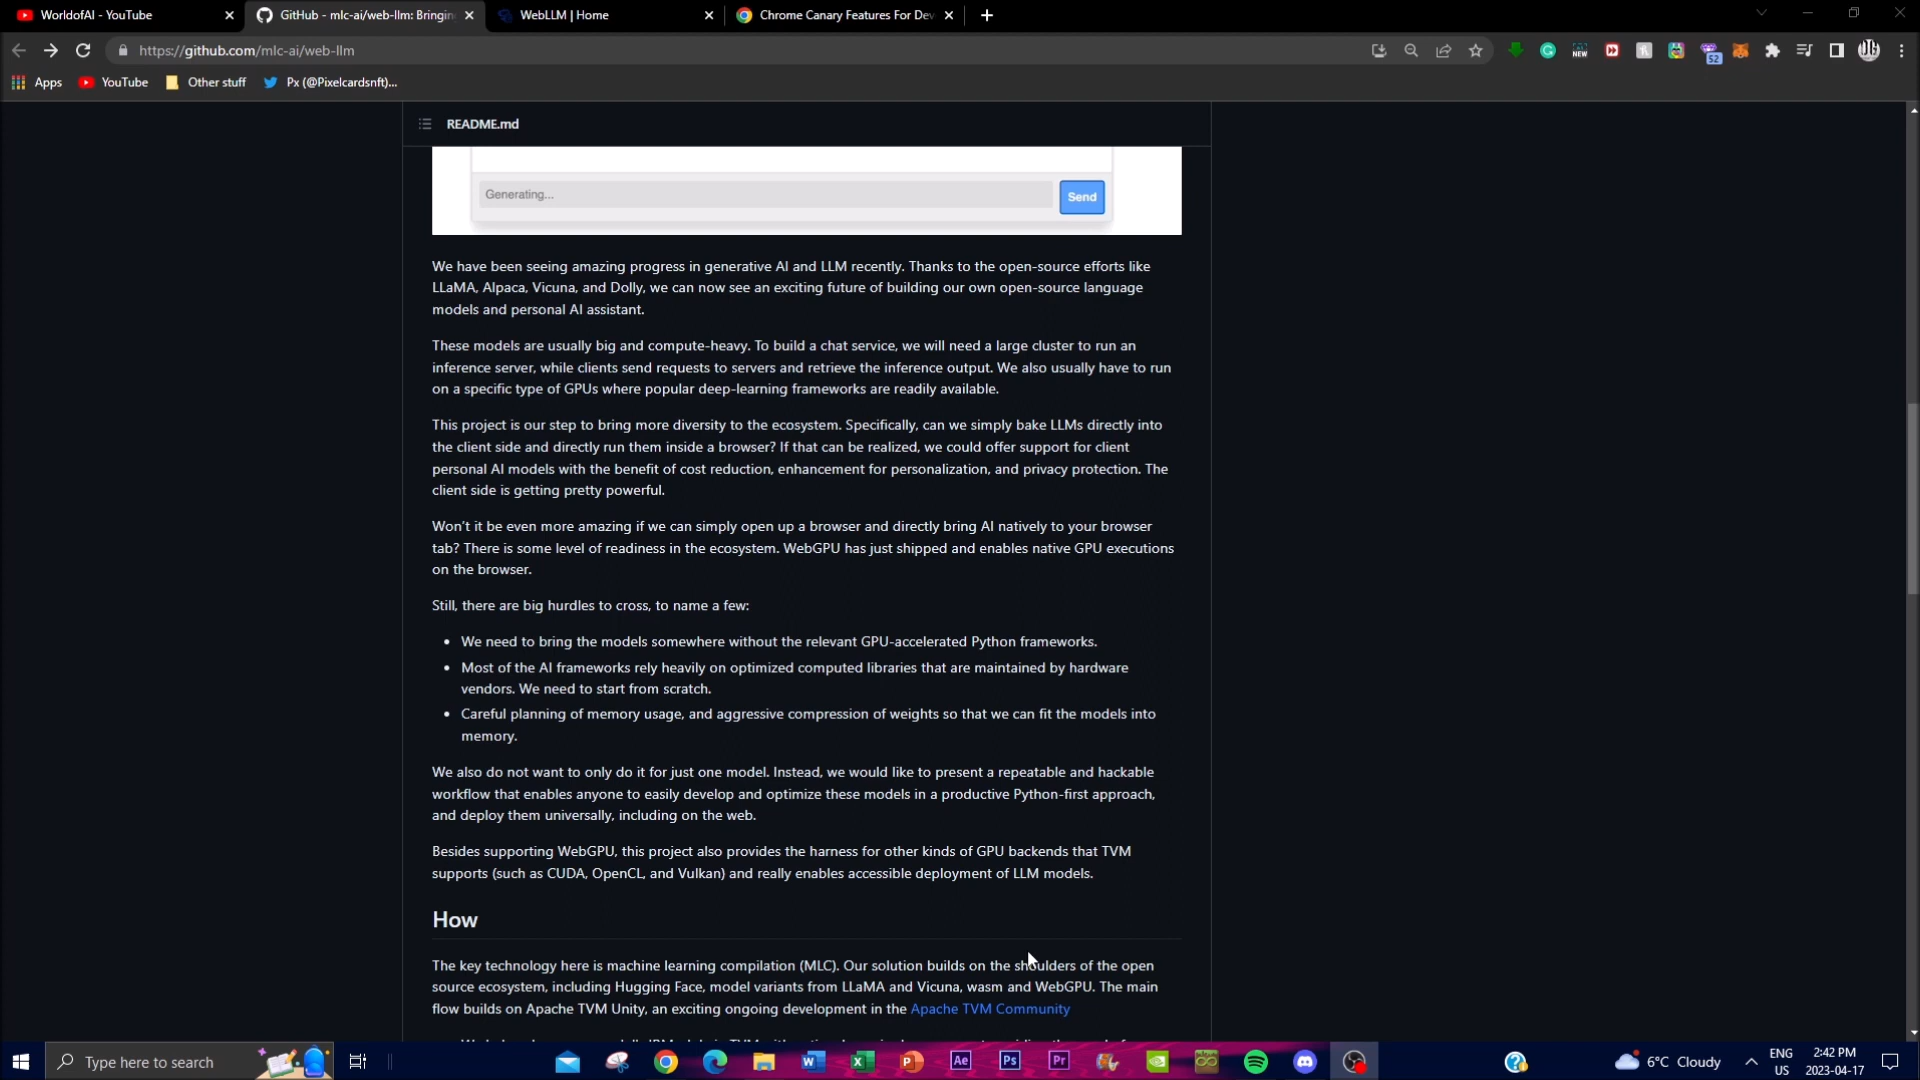 WorldofAI - YouTube
GitHub - mlc-ai/web-llm: Bringin
WebLLM | Home
Chrome Canary Features For Dev
https://github.com/mlc-ai/web-llm
NEW
52
Apps
YouTube
Other stuff
Px (@Pixelcardsnft)...
README.md
Generating...
Send
We have been seeing amazing progress in generative AI and LLM recently. Thanks to the open-source efforts like
LLaMA, Alpaca, Vicuna, and Dolly, we can now see an exciting future of building our own open-source language
models and personal AI assistant.
These models are usually big and compute-heavy. To build a chat service, we will need a large cluster to run an
inference server, while clients send requests to servers and retrieve the inference output. We also usually have to run
on a specific type of GPUs where popular deep-learning frameworks are readily available.
This project is our step to bring more diversity to the ecosystem. Specifically, can we simply bake LLMs directly into
the client side and directly run them inside a browser? If that can be realized, we could offer support for client
personal AI models with the benefit of cost reduction, enhancement for personalization, and privacy protection. The
client side is getting pretty powerful.
Won't it be even more amazing if we can simply open up a browser and directly bring AI natively to your browser
tab? There is some level of readiness in the ecosystem. WebGPU has just shipped and enables native GPU executions
on the browser.
Still, there are big hurdles to cross, to name a few:
• We need to bring the models somewhere without the relevant GPU-accelerated Python frameworks.
• Most of the AI frameworks rely heavily on optimized computed libraries that are maintained by hardware
vendors. We need to start from scratch.
• Careful planning of memory usage, and aggressive compression of weights so that we can fit the models into
memory.
We also do not want to only do it for just one model. Instead, we would like to present a repeatable and hackable
workflow that enables anyone to easily develop and optimize these models in a productive Python-first approach,
and deploy them universally, including on the web.
Besides supporting WebGPU, this project also provides the harness for other kinds of GPU backends that TVM
supports (such as CUDA, OpenCL, and Vulkan) and really enables accessible deployment of LLM models.
How
The key technology here is machine learning compilation (MLC). Our solution builds on the shoulders of the open
source ecosystem, including Hugging Face, model variants from LLaMA and Vicuna, wasm and WebGPU. The main
flow builds on Apache TVM Unity, an exciting ongoing development in the Apache TVM Community
Type here to search
Ae
Ps
Pr
6°C Cloudy
ENG
US
2:42 PM
2023-04-17